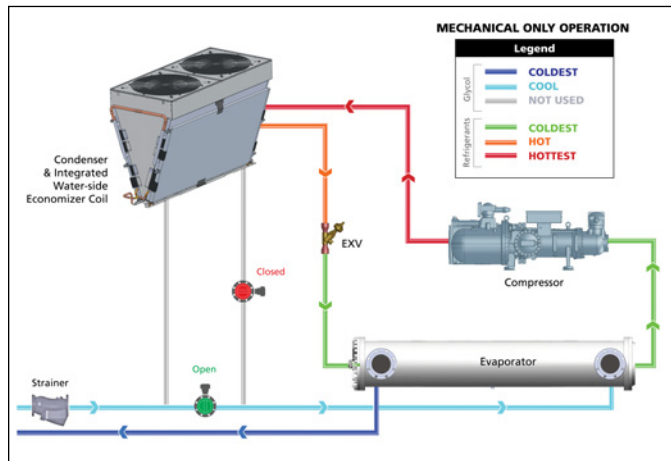 MECHANICAL ONLY OPERATION
Legend
Glycol
COLDEST
COOL
NOT USED
Refrigerants
COLDEST
HOT
HOTTEST
Condenser
& Integrated
Water-side
Economizer Coil
EXV
Closed
Compressor
Evaporator
Open
Strainer